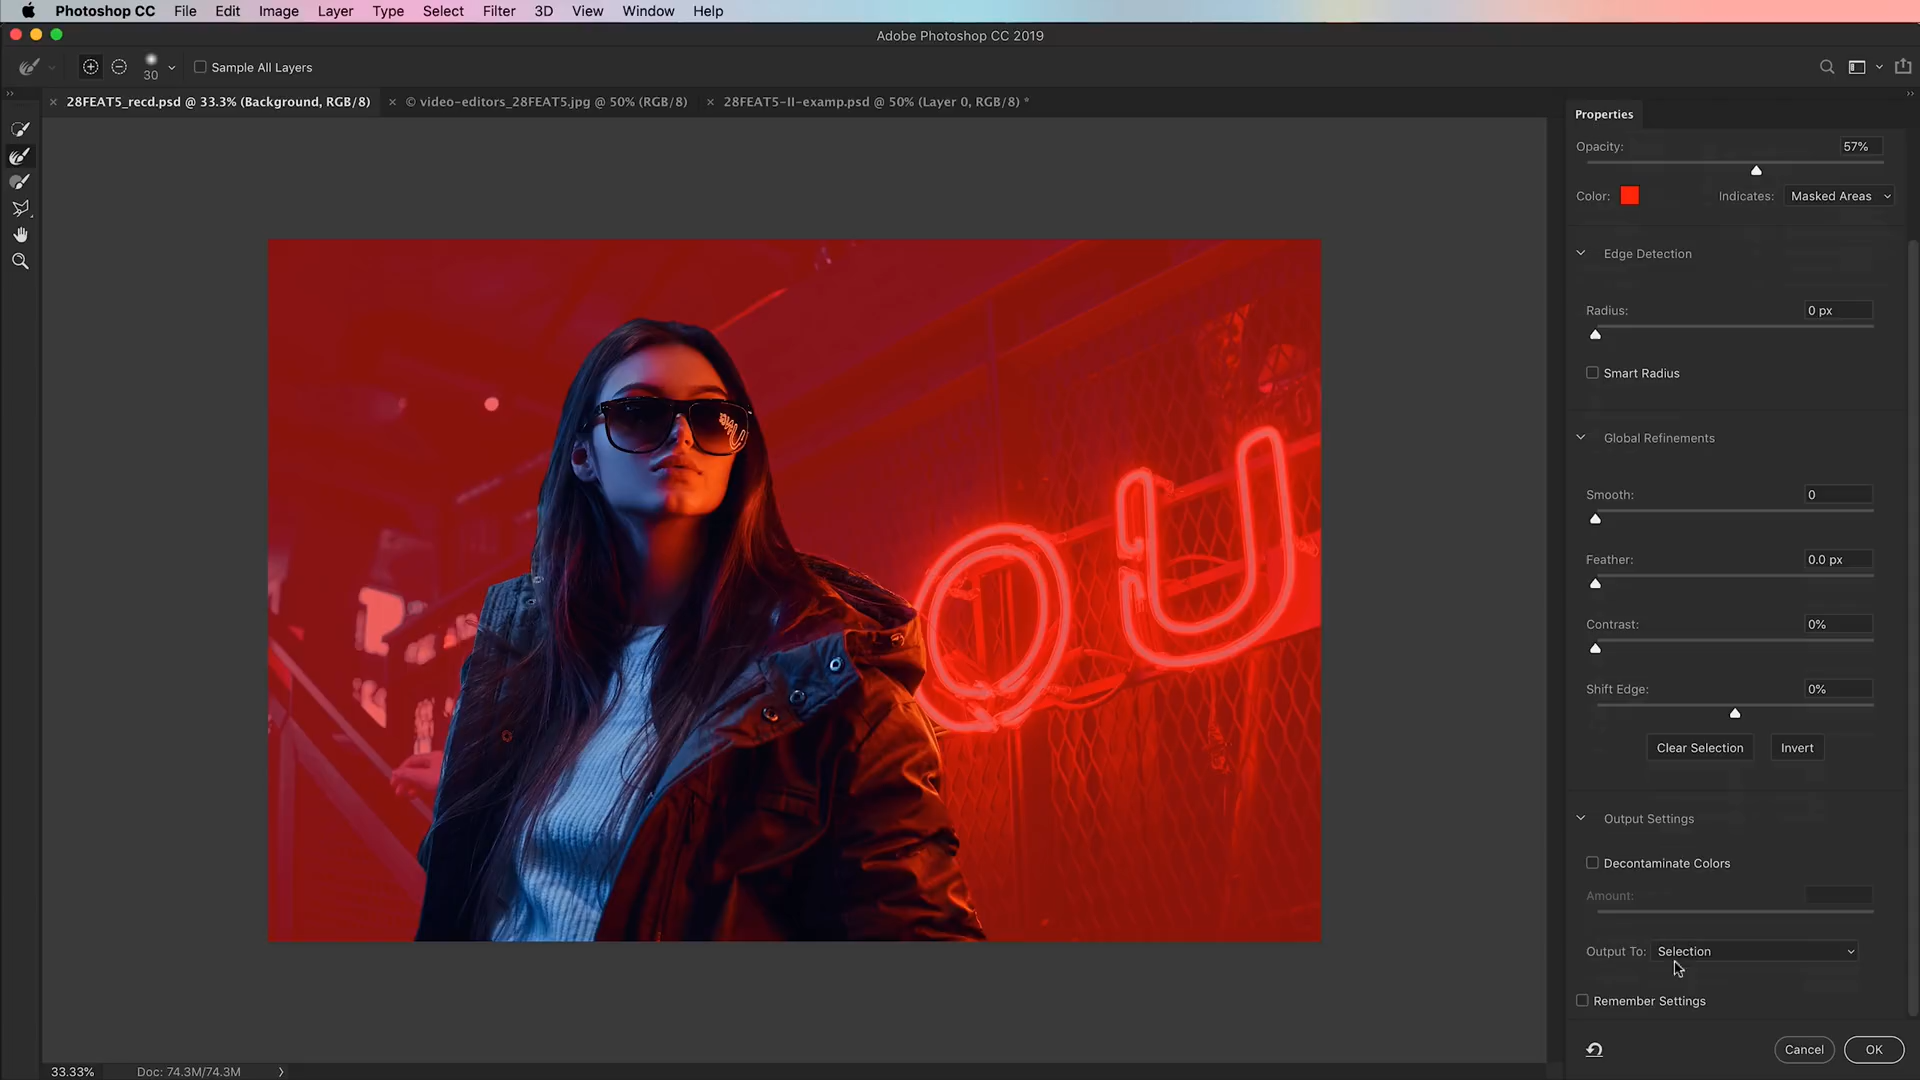 Photoshop CC File Edit Image Layer Type Select Filter 3D View Window Help
Adobe Photoshop CC 2019
30 Sample All Layers
28FEAT5_recd.psd @ 33.3% (Background, RGB/8) © video-editors_28FEAT5.jpg @ 50% (RGB/8) 28FEAT5-II-examp.psd @ 50% (Layer 0, RGB/8) *
Properties
Opacity: 57%
Color: Indicates: Masked Areas
Edge Detection
Radius: 0 px
Smart Radius
Global Refinements
Smooth: 0
Feather: 0.0 px
Contrast: 0%
Shift Edge: 0%
Clear Selection Invert
Output Settings
Decontaminate Colors
Amount:
Output To: Selection
Remember Settings
Cancel OK
OU
33.33% Doc: 74.3M/74.3M